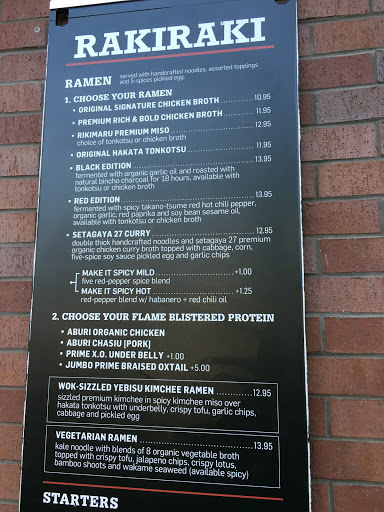 RAKIRAKI
RAMEN served with handcrafted noodles, assorted toppings
and 5-spices pickled egg.
1. CHOOSE YOUR RAMEN
• ORIGINAL SIGNATURE CHICKEN BROTH 10.95
• PREMIUM RICH & BOLD CHICKEN BROTH 11.95
• RIKIMARU PREMIUM MISO 12.95
choice of tonkotsu or chicken broth
• ORIGINAL HAKATA TONKOTSU 11.95
• BLACK EDITION 13.95
fermented with organic garlic oil and roasted with
natural bincho charcoal for 18 hours, available with
tonkotsu or chicken broth
• RED EDITION 13.95
fermented with spicy takano-tsume red hot chili pepper,
organic garlic, red paprika and soy bean sesame oil,
available with tonkotsu or chicken broth
• SETAGAYA 27 CURRY 12.95
double thick handcrafted noodles and setagaya 27 premium
organic chicken curry broth topped with cabbage, corn,
five-spice soy sauce pickled egg and garlic chips
MAKE IT SPICY MILD +1.00
five red-pepper spice blend
MAKE IT SPICY HOT +1.25
red-pepper blend w/ habanero + red chili oil
2. CHOOSE YOUR FLAME BLISTERED PROTEIN
• ABURI ORGANIC CHICKEN
• ABURI CHASIU [PORK]
• PRIME X.O. UNDER BELLY +1.00
• JUMBO PRIME BRAISED OXTAIL +5.00
WOK-SIZZLED YEBISU KIMCHEE RAMEN 12.95
sizzled premium kimchee in spicy kimchee miso over
hakata tonkotsu with underbelly, crispy tofu, garlic chips,
cabbage and pickled egg
VEGETARIAN RAMEN 13.95
kale noodle with blends of 8 organic vegetable broth
topped with crispy tofu, jalapeno chips, crispy lotus,
bamboo shoots and wakame seaweed (available spicy)
STARTERS